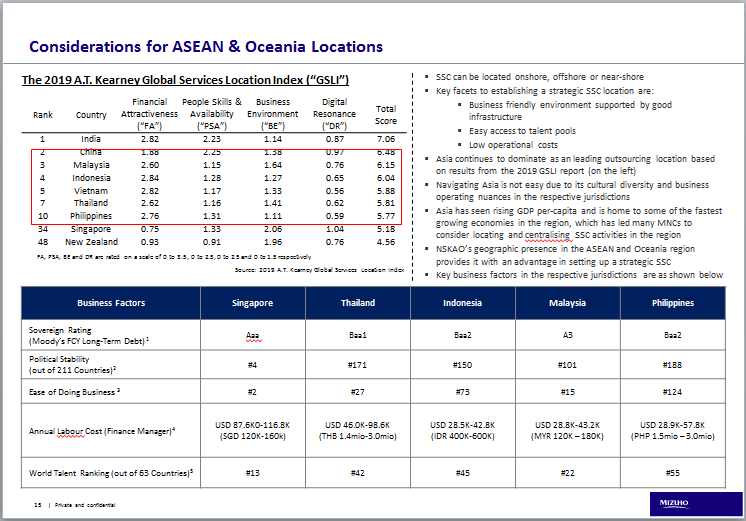 Considerations for ASEAN & Oceania Locations
The 2019 A.T. Kearney Global Services Location Index ("GSLI")
Rank Country Financial Attractiveness ("FA") People Skills & Availability ("PSA") Business Environment ("BE") Digital Resonance ("DR") Total Score
1 India 2.82 2.23 1.14 0.87 7.06
2 China 1.88 2.25 1.38 0.97 6.48
3 Malaysia 2.60 1.15 1.64 0.76 6.15
4 Indonesia 2.84 1.28 1.27 0.65 6.04
5 Vietnam 2.82 1.17 1.33 0.56 5.88
7 Thailand 2.62 1.16 1.41 0.62 5.81
10 Philippines 2.76 1.31 1.11 0.59 5.77
34 Singapore 0.75 1.33 2.06 1.04 5.18
48 New Zealand 0.93 0.91 1.96 0.76 4.56
FA, PSA, BE and DR are rated on a scale of 0 to 3.5, 0 to 2.5, 0 to 2.5 and 0 to 1.5 respectively
Source: 2019 A.T. Kearney Global Services Location Index
▪ SSC can be located onshore, offshore or near-shore
▪ Key facets to establishing a strategic SSC location are:
▪ Business friendly environment supported by good
infrastructure
▪ Easy access to talent pools
▪ Low operational costs
▪ Asia continues to dominate as an leading outsourcing location
based on results from the 2019 GSLI report (on the left)
▪ Navigating Asia is not easy due to its cultural diversity and business
operating nuances in the respective jurisdictions
▪ Asia has seen rising GDP per-capita and is home to some of the fastest
growing economies in the region, which has led many MNCs to
consider locating and centralising SSC activities in the region
▪ NSKAO's geographic presence in the ASEAN and Oceania region
provides it with an advantage in setting up a strategic SSC
▪ Key business factors in the respective jurisdictions are as shown below
Business Factors Singapore Thailand Indonesia Malaysia Philippines
Sovereign Rating
(Moody's FCY Long-Term Debt)¹ Aaa Baa1 Baa2 A3 Baa2
Political Stability
(out of 211 Countries)² #4 #171 #150 #101 #188
Ease of Doing Business ³ #2 #27 #73 #15 #124
Annual Labour Cost (Finance Manager)⁴ USD 87.6K0-116.8K USD 46.0K-98.6K USD 28.5K-42.8K USD 28.8K-43.2K USD 28.9K-57.8K
(SGD 120K-160k) (THB 1.4mio-3.0mio) (IDR 400K-600K) (MYR 120K – 180K) (PHP 1.5mio – 3.0mio)
World Talent Ranking (out of 63 Countries)⁵ #13 #42 #45 #22 #55
15 | Private and confidential
MIZUHO